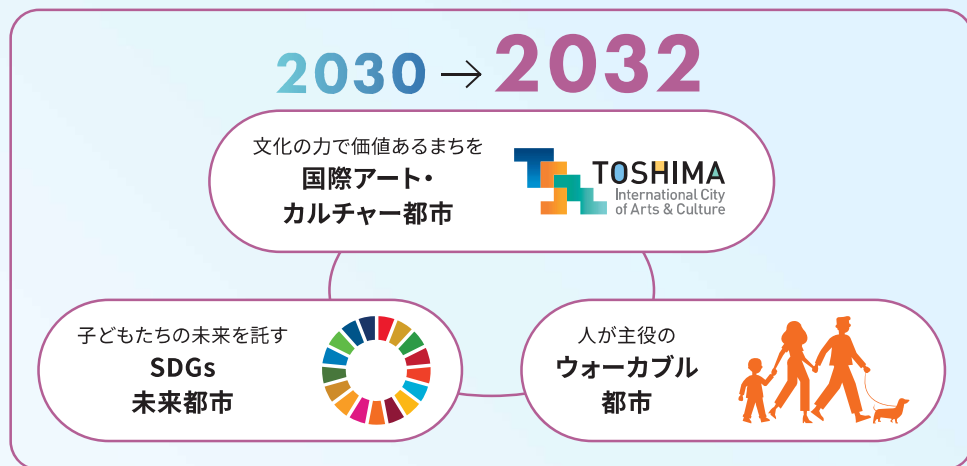 2030 → 2032
文化の力で価値あるまちを
国際アート・
カルチャー都市
TOSHIMA
International City
of Arts & Culture
子どもたちの未来を託す
SDGs
未来都市
人が主役の
ウォーカブル
都市